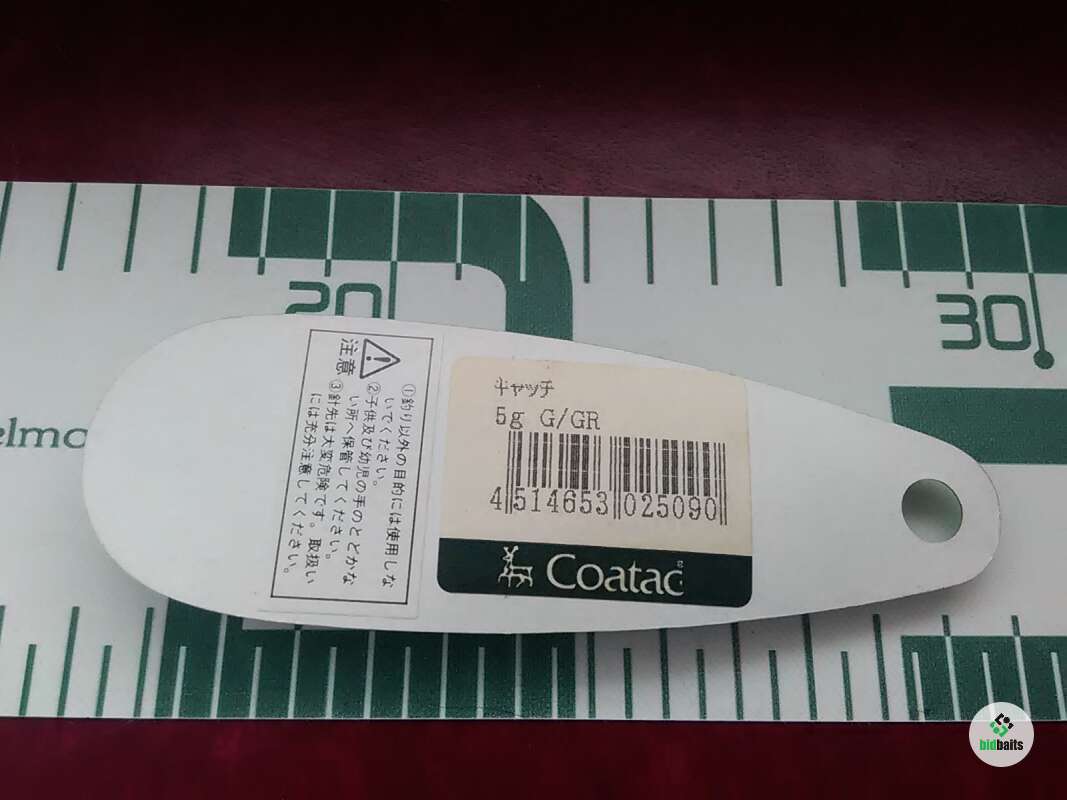 20
30
elmo
⚠ 注意
①釣り以外の目的には使用しな
いでください。
②子供及び幼児の手のとどかな
い所へ保管してください。
③針先は大変危険です。取扱い
には充分注意してください。
キャッチ
5g G/GR
4 514653 025090
Coatac
bidbaits